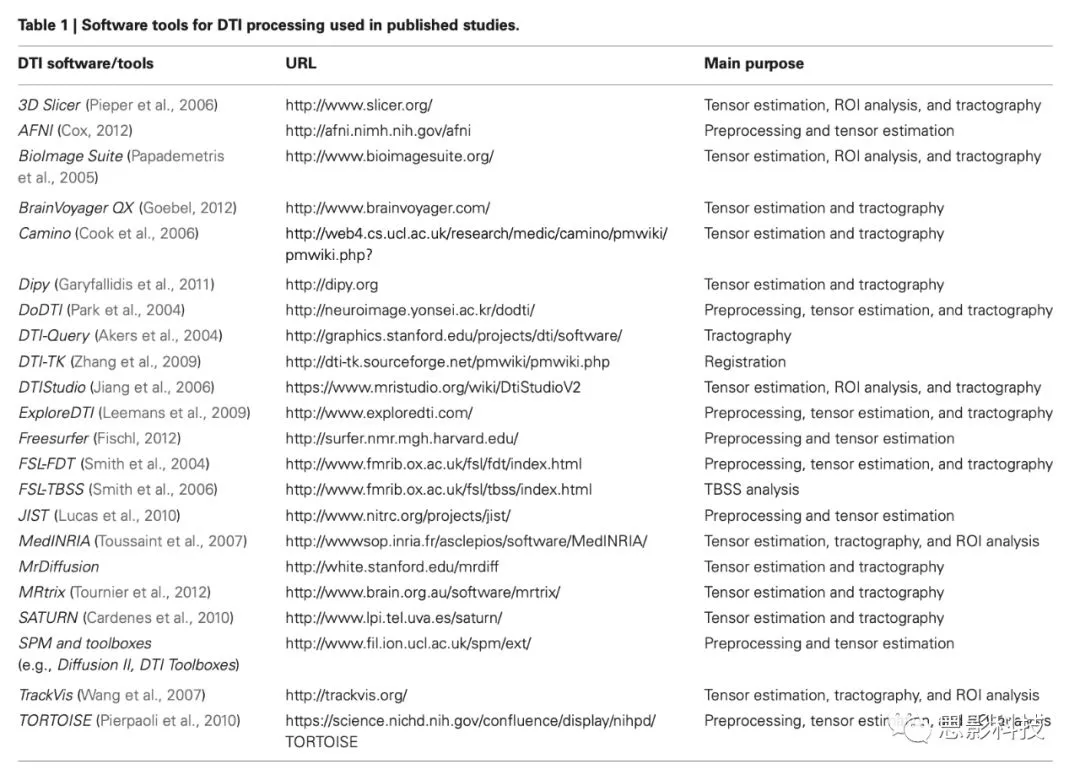 Table 1 | Software tools for DTI processing used in published studies.
DTI software/tools URL Main purpose
3D Slicer (Pieper et al., 2006) http://www.slicer.org/ Tensor estimation, ROI analysis, and tractography
AFNI (Cox, 2012) http://afni.nimh.nih.gov/afni Preprocessing and tensor estimation
BioImage Suite (Papademetris http://www.bioimagesuite.org/ Tensor estimation, ROI analysis, and tractography
et al., 2005)
BrainVoyager QX (Goebel, 2012) http://www.brainvoyager.com/ Tensor estimation and tractography
Camino (Cook et al., 2006) http://web4.cs.ucl.ac.uk/research/medic/camino/pmwiki/ Tensor estimation and tractography
pmwiki.php?
Dipy (Garyfallidis et al., 2011) http://dipy.org Tensor estimation and tractography
DoDTI (Park et al., 2004) http://neuroimage.yonsei.ac.kr/dodti/ Preprocessing, tensor estimation, and tractography
DTI-Query (Akers et al., 2004) http://graphics.stanford.edu/projects/dti/software/ Tractography
DTI-TK (Zhang et al., 2009) http://dti-tk.sourceforge.net/pmwiki/pmwiki.php Registration
DTIStudio (Jiang et al., 2006) https://www.mristudio.org/wiki/DtiStudioV2 Tensor estimation, ROI analysis, and tractography
ExploreDTI (Leemans et al., 2009) http://www.exploredti.com/ Preprocessing, tensor estimation, and tractography
Freesurfer (Fischl, 2012) http://surfer.nmr.mgh.harvard.edu/ Preprocessing and tensor estimation
FSL-FDT (Smith et al., 2004) http://www.fmrib.ox.ac.uk/fsl/fdt/index.html Preprocessing, tensor estimation, and tractography
FSL-TBSS (Smith et al., 2006) http://www.fmrib.ox.ac.uk/fsl/tbss/index.html TBSS analysis
JIST (Lucas et al., 2010) http://www.nitrc.org/projects/jist/ Preprocessing and tensor estimation
MedINRIA (Toussaint et al., 2007) http://wwwsop.inria.fr/asclepios/software/MedINRIA/ Tensor estimation, tractography, and ROI analysis
MrDiffusion http://white.stanford.edu/mrdiff Tensor estimation and tractography
MRtrix (Tournier et al., 2012) http://www.brain.org.au/software/mrtrix/ Tensor estimation and tractography
SATURN (Cardenes et al., 2010) http://www.lpi.tel.uva.es/saturn/ Tensor estimation and tractography
SPM and toolboxes http://www.fil.ion.ucl.ac.uk/spm/ext/ Preprocessing and tensor estimation
(e.g., Diffusion II, DTI Toolboxes)
TrackVis (Wang et al., 2007) http://trackvis.org/ Tensor estimation, tractography, and ROI analysis
TORTOISE (Pierpaoli et al., 2010) https://science.nichd.nih.gov/confluence/display/nihpd/ Preprocessing, tensor
TORTOISE
思影科技